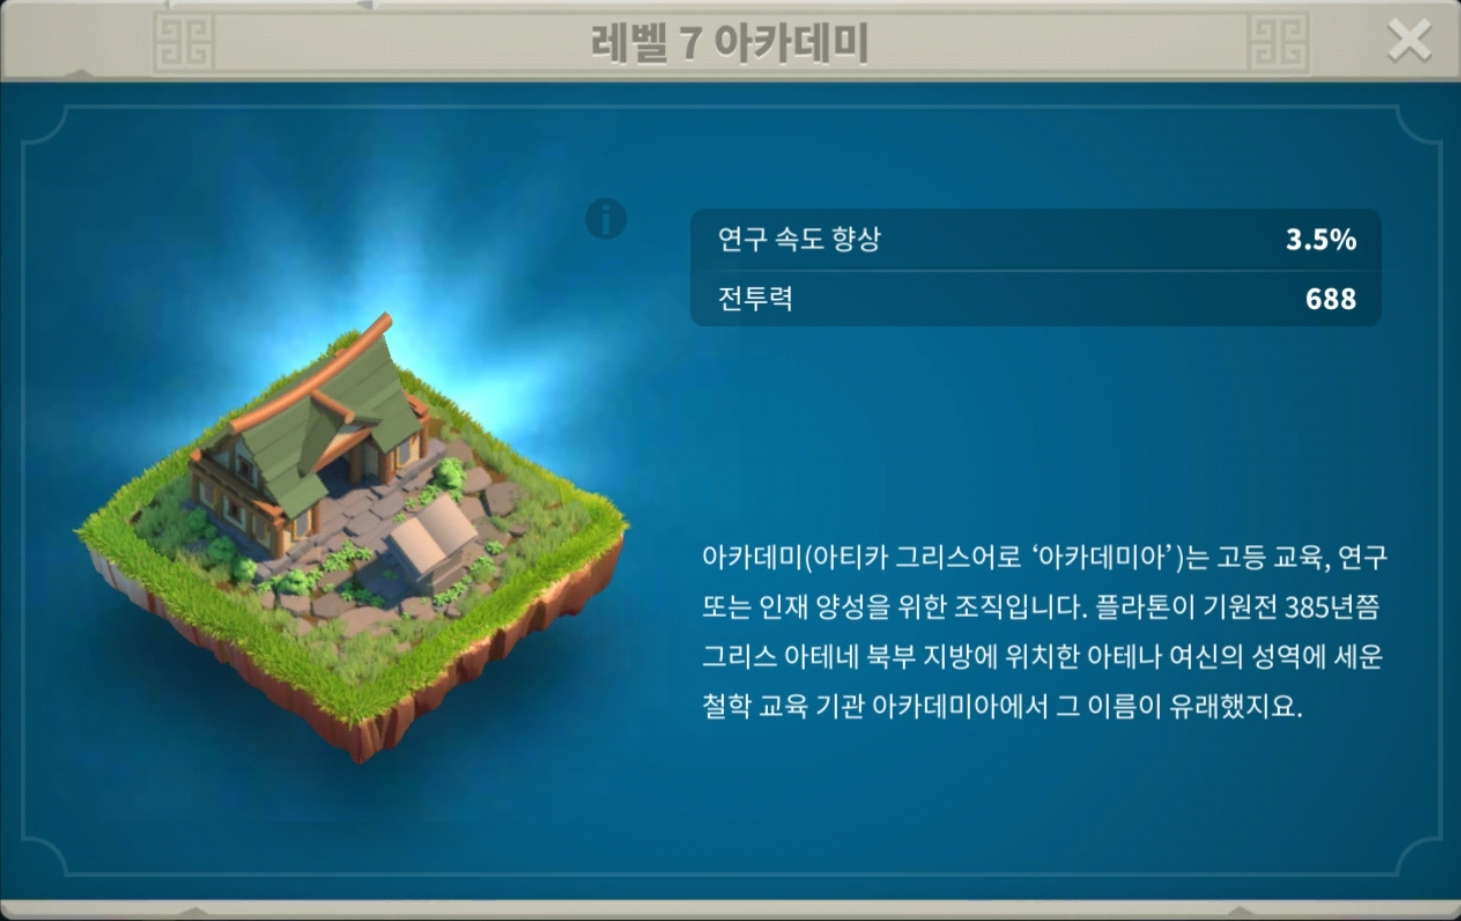 레벨 7 아카데미
연구 속도 향상 3.5%
전투력 688
아카데미(아티카 그리스어로 ‘아카데미아’)는 고등 교육, 연구
또는 인재 양성을 위한 조직입니다. 플라톤이 기원전 385년쯤
그리스 아테네 북부 지방에 위치한 아테나 여신의 성역에 세운
철학 교육 기관 아카데미아에서 그 이름이 유래했지요.